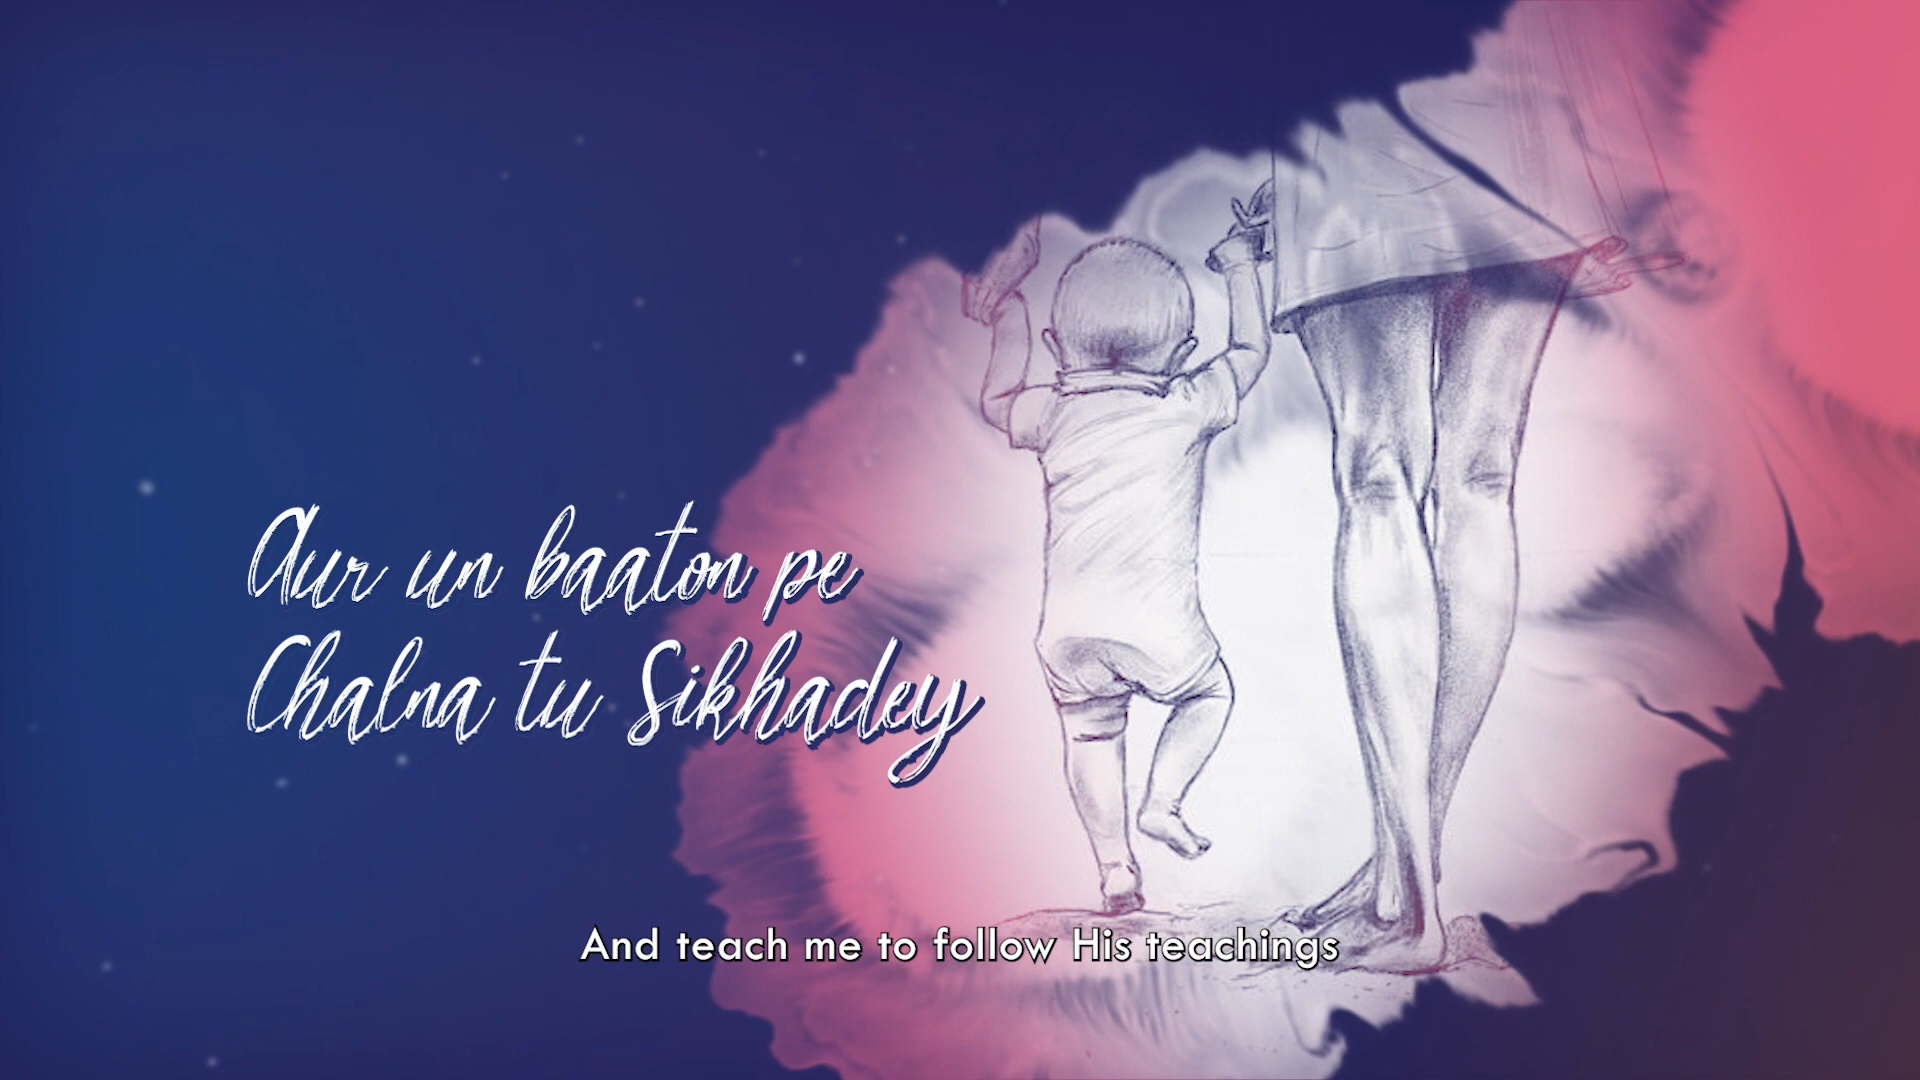 Aur un baaton pe
Chalna tu Sikhadey
And teach me to follow His teachings